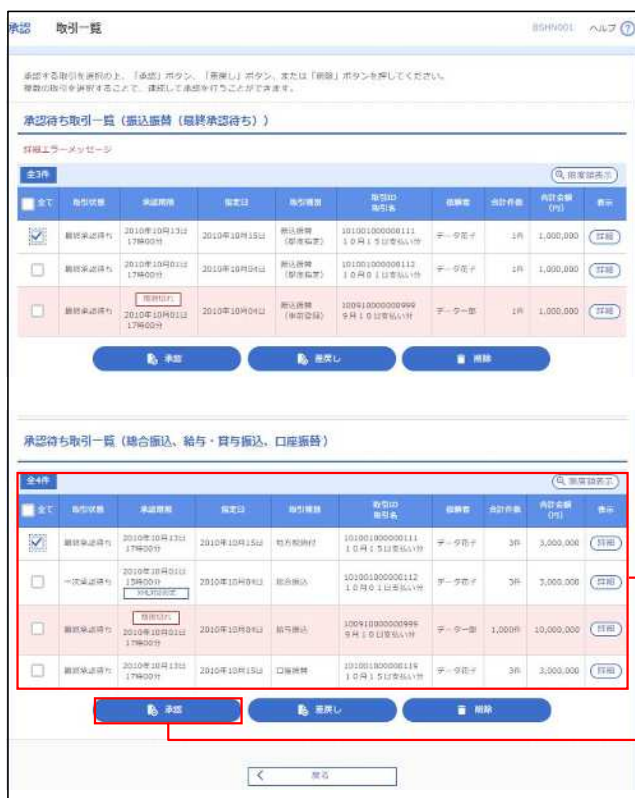 承認 取引一覧 BSHN001 ヘルプ ?
承認する取引を選択の上、「承認」ボタン、「差戻し」ボタン、または「削除」ボタンを押してください。
複数の取引を選択することで、連続して承認を行うことができます。
承認待ち取引一覧（振込振替（最終承認待ち））
詳細エラーメッセージ
全3件 限度額表示
全て 取引状態 承認期限 指定日 取引種別 取引ID 取引名 依頼者 合計件数 合計金額(円) 表示
最終承認待ち 2010年10月13日 17時00分 2010年10月15日 振込振替（都度指定） 101001000000111 10月15日支払い分 データ花子 1件 1,000,000 詳細
最終承認待ち 2010年10月01日 17時00分 2010年10月04日 振込振替（都度指定） 101001000000112 10月01日支払い分 データ花子 1件 1,000,000 詳細
最終承認待ち 期限切れ 2010年10月01日 17時00分 2010年10月04日 振込振替（事前登録） 100910000000999 9月10日支払い分 データ一郎 1件 1,000,000 詳細
承認 差戻し 削除
承認待ち取引一覧（総合振込、給与・賞与振込、口座振替）
全4件 限度額表示
全て 取引状態 承認期限 指定日 取引種別 取引ID 取引名 依頼者 合計件数 合計金額(円) 表示
最終承認待ち 2010年10月13日 17時00分 2010年10月15日 地方税納付 101001000000111 10月15日支払い分 データ花子 3件 3,000,000 詳細
一次承認待ち 2010年10月01日 15時00分 2010年10月04日 総合振込 101001000000112 10月01日支払い分 データ花子 3件 3,000,000 詳細
最終承認待ち 期限切れ 2010年10月01日 17時00分 2010年10月04日 給与振込 100910000000999 9月10日支払い分 データ一郎 1,000件 10,000,000 詳細
最終承認待ち 2010年10月13日 17時00分 2010年10月15日 口座振替 101001000000119 10月15日支払い分 データ花子 3件 3,000,000 詳細
承認 差戻し 削除
戻る